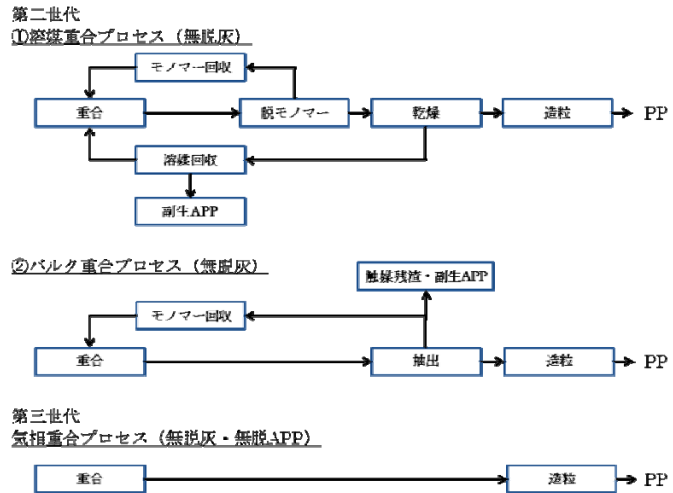 第二世代
①溶媒重合プロセス（無脱灰）
モノマー回収
重合
脱モノマー
乾燥
造粒
PP
溶媒回収
副生APP
②バルク重合プロセス（無脱灰）
触媒残渣・副生APP
モノマー回収
重合
抽出
造粒
PP
第三世代
気相重合プロセス（無脱灰・無脱APP）
重合
造粒
PP